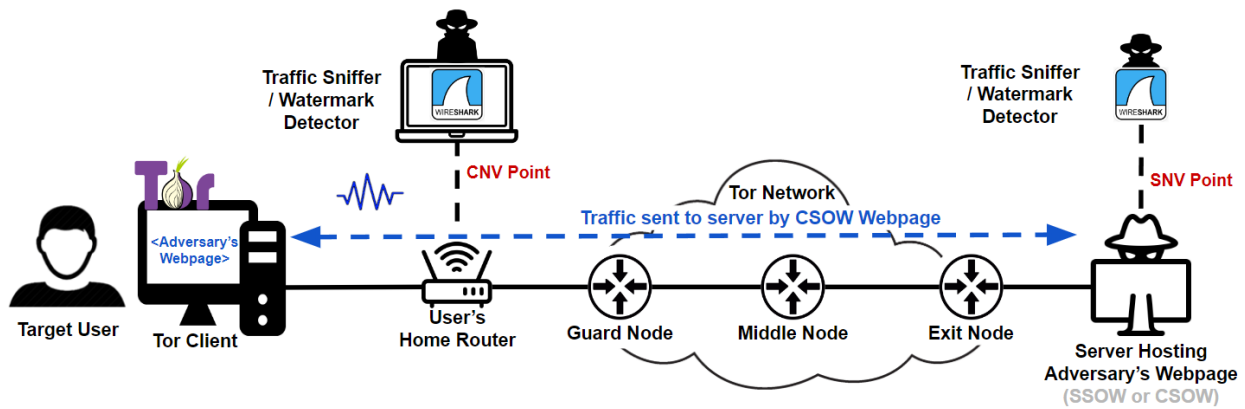 Traffic Sniffer
/ Watermark
Detector
WIRESHARK
CNV Point
Traffic Sniffer
/ Watermark
Detector
WIRESHARK
SNV Point
Tor
<Adversary's
Webpage>
Tor Network
Traffic sent to server by CSOW Webpage
Target User
Tor Client
User's
Home Router
Guard Node
Middle Node
Exit Node
Server Hosting
Adversary's Webpage
(SSOW or CSOW)